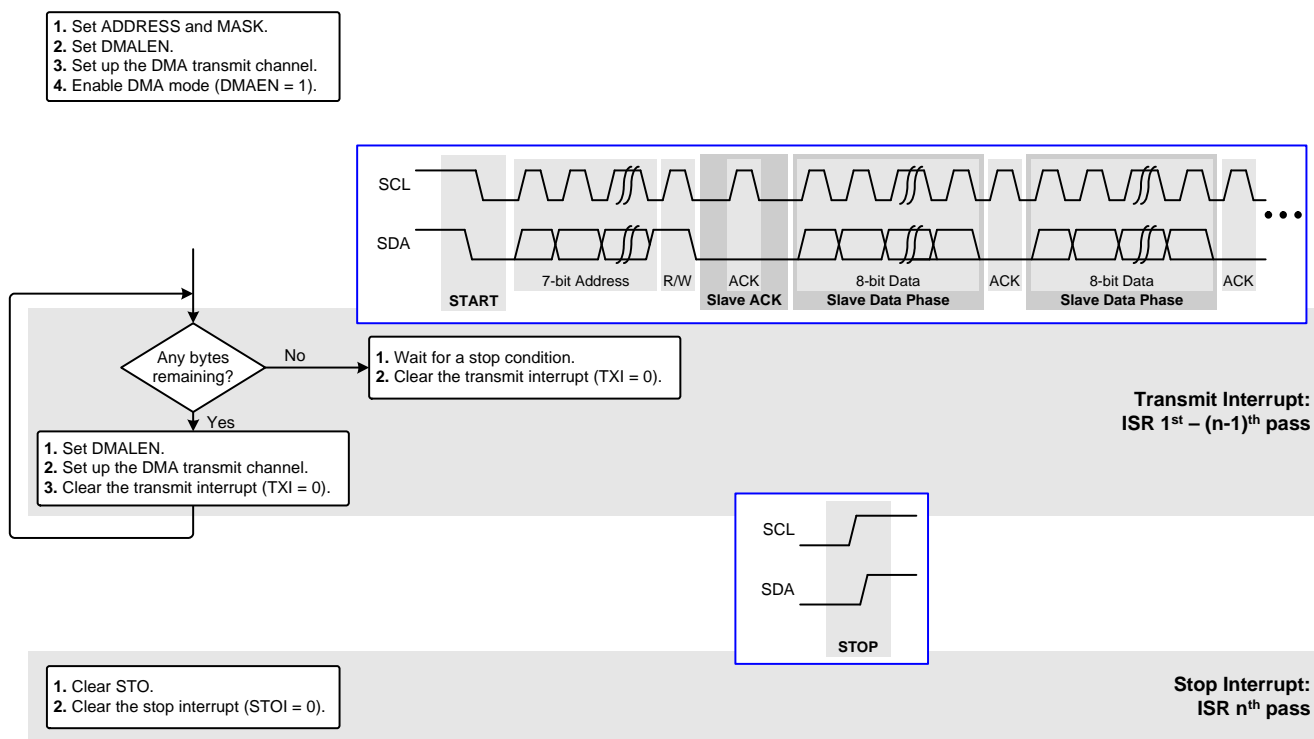 1. Set ADDRESS and MASK.
2. Set DMALEN.
3. Set up the DMA transmit channel.
4. Enable DMA mode (DMAEN = 1).
SCL
SDA
7-bit Address R/W ACK 8-bit Data ACK 8-bit Data ACK
START Slave ACK Slave Data Phase Slave Data Phase
Any bytes
remaining?
No
Yes
1. Wait for a stop condition.
2. Clear the transmit interrupt (TXI = 0).
Transmit Interrupt:
ISR 1st – (n-1)th pass
1. Set DMALEN.
2. Set up the DMA transmit channel.
3. Clear the transmit interrupt (TXI = 0).
SCL
SDA
STOP
1. Clear STO.
2. Clear the stop interrupt (STOI = 0).
Stop Interrupt:
ISR nth pass